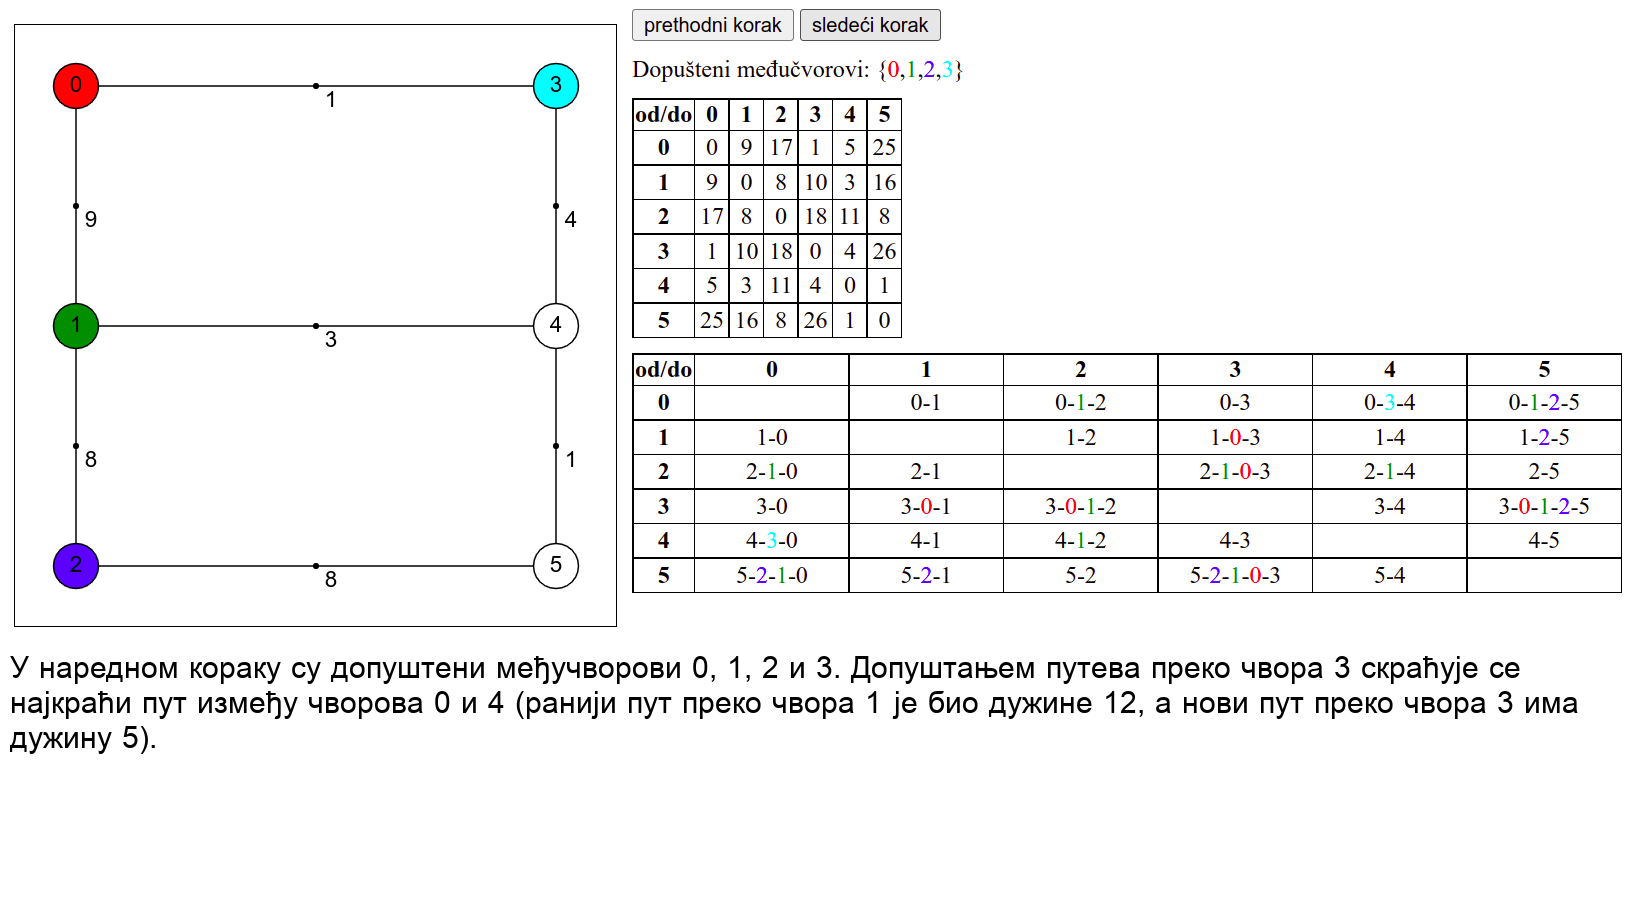 prethodni korak sledeći korak
Dopušteni međučvorovi: {0,1,2,3}
0 3 1 9 4 1 4 3 8 1 2 5 8
od/do 0 1 2 3 4 5
0 0 9 17 1 5 25
1 9 0 8 10 3 16
2 17 8 0 18 11 8
3 1 10 18 0 4 26
4 5 3 11 4 0 1
5 25 16 8 26 1 0
od/do 0 1 2 3 4 5
0 0-1 0-1-2 0-3 0-3-4 0-1-2-5
1 1-0 1-2 1-0-3 1-4 1-2-5
2 2-1-0 2-1 2-1-0-3 2-1-4 2-5
3 3-0 3-0-1 3-0-1-2 3-4 3-0-1-2-5
4 4-3-0 4-1 4-1-2 4-3 4-5
5 5-2-1-0 5-2-1 5-2 5-2-1-0-3 5-4
У наредном кораку су допуштени међучворови 0, 1, 2 и 3. Допуштањем путева преко чвора 3 скраћује се
најкраћи пут између чворова 0 и 4 (ранији пут преко чвора 1 је био дужине 12, а нови пут преко чвора 3 има
дужину 5).